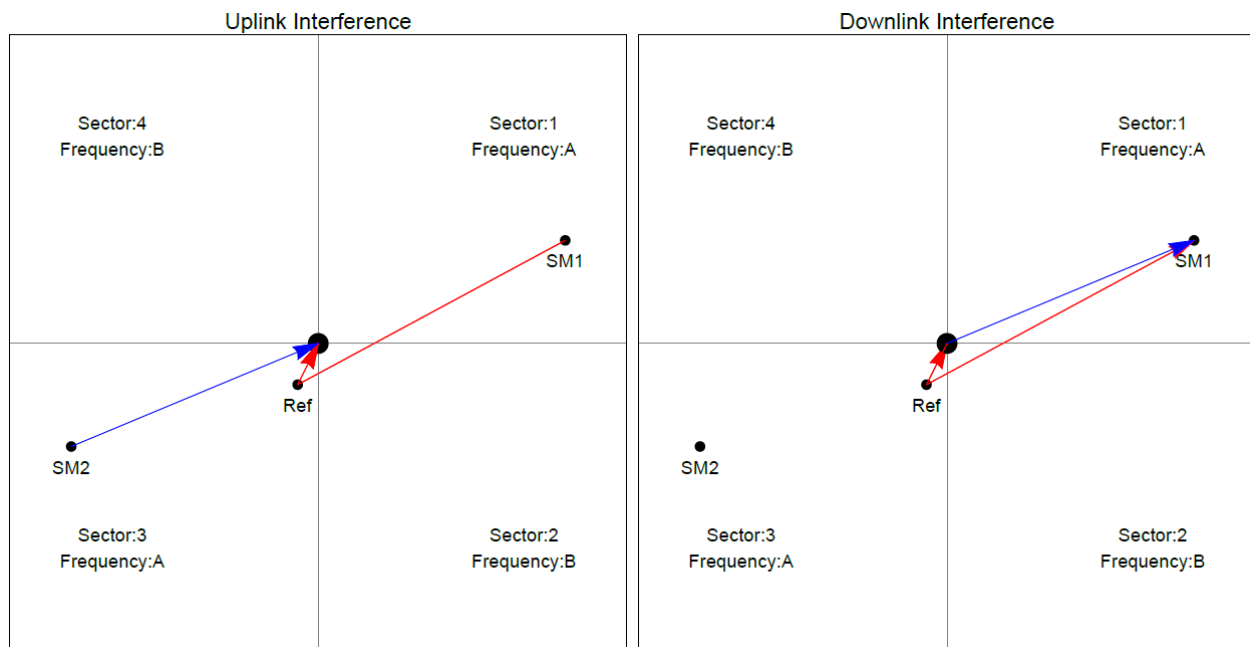 Uplink Interference
Sector:4
Frequency:B
Sector:1
Frequency:A
SM1
Ref
SM2
Sector:3
Frequency:A
Sector:2
Frequency:B
Downlink Interference
Sector:4
Frequency:B
Sector:1
Frequency:A
SM1
Ref
SM2
Sector:3
Frequency:A
Sector:2
Frequency:B